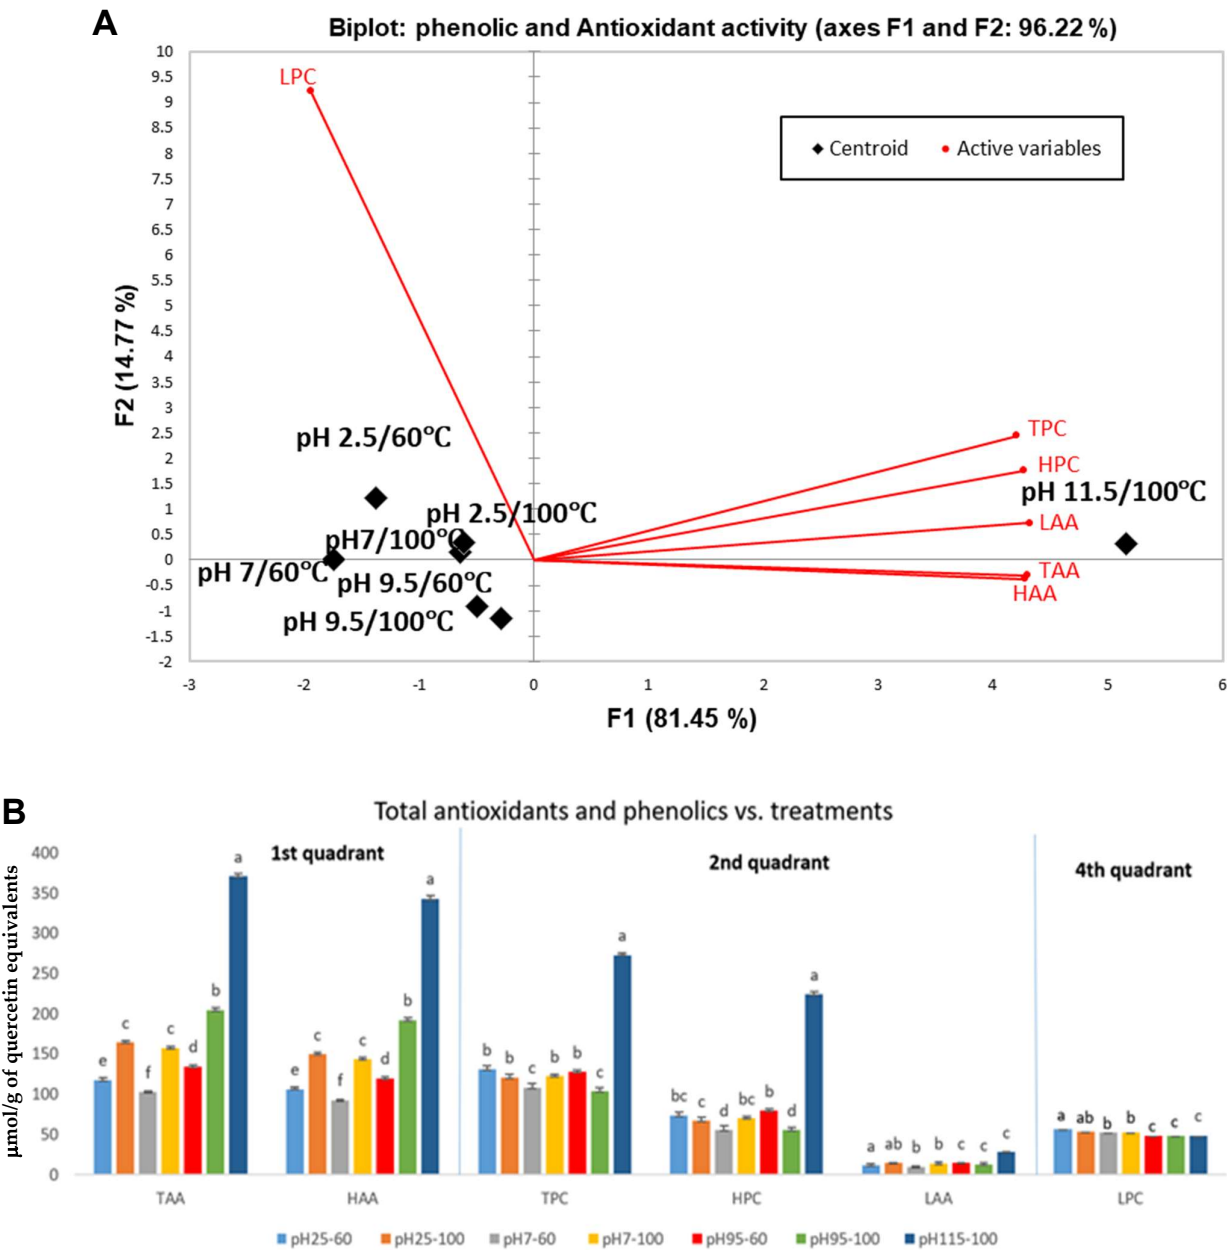 A
Biplot: phenolic and Antioxidant activity (axes F1 and F2: 96.22 %)
10
9.5
9
8.5
8
7.5
7
6.5
6
5.5
5
4.5
4
3.5
3
2.5
2
1.5
1
0.5
0
-0.5
-1
-1.5
-2
F2 (14.77 %)
LPC
Centroid Active variables
TPC
HPC
pH 11.5/100°C
LAA
TAA
HAA
pH 2.5/60°C
pH 2.5/100°C
pH7/100°C
pH 7/60°C
pH 9.5/60°C
pH 9.5/100°C
-3 -2 -1 0 1 2 3 4 5 6
F1 (81.45 %)
B
Total antioxidants and phenolics vs. treatments
1st quadrant 2nd quadrant 4th quadrant
μmol/g of quercetin equivalents
400
350
300
250
200
150
100
50
0
e c f c d b a
e c f c d b a
b b c b b c a
bc c d bc b d a
a ab b b c c c
a ab b b c c c
TAA HAA TPC HPC LAA LPC
pH25-60 pH25-100 pH7-60 pH7-100 pH95-60 pH95-100 pH115-100